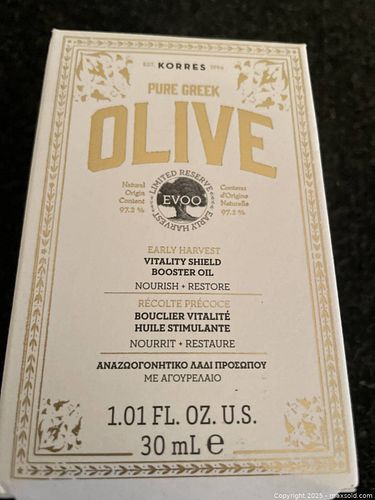 EST. KORRES 1996
PURE GREEK
OLIVE
Natural
Origin
Content
97.2 %
LIMITED RESERVE
EVOO
EARLY HARVEST
Contenu
d'Origine
Naturelle
97.2 %
EARLY HARVEST
VITALITY SHIELD
BOOSTER OIL
NOURISH + RESTORE
RÉCOLTE PRÉCOCE
BOUCLIER VITALITÉ
HUILE STIMULANTE
NOURRIT + RESTAURE
ΑΝΑΖΩΟΓΟΝΗΤΙΚΟ ΛΑΔΙ ΠΡΟΣΩΠΟΥ
ΜΕ ΑΓΟΥΡΕΛΑΙΟ
1.01 FL. OZ. U.S.
30 mL e
Copyright © 2025 - maxsold.com